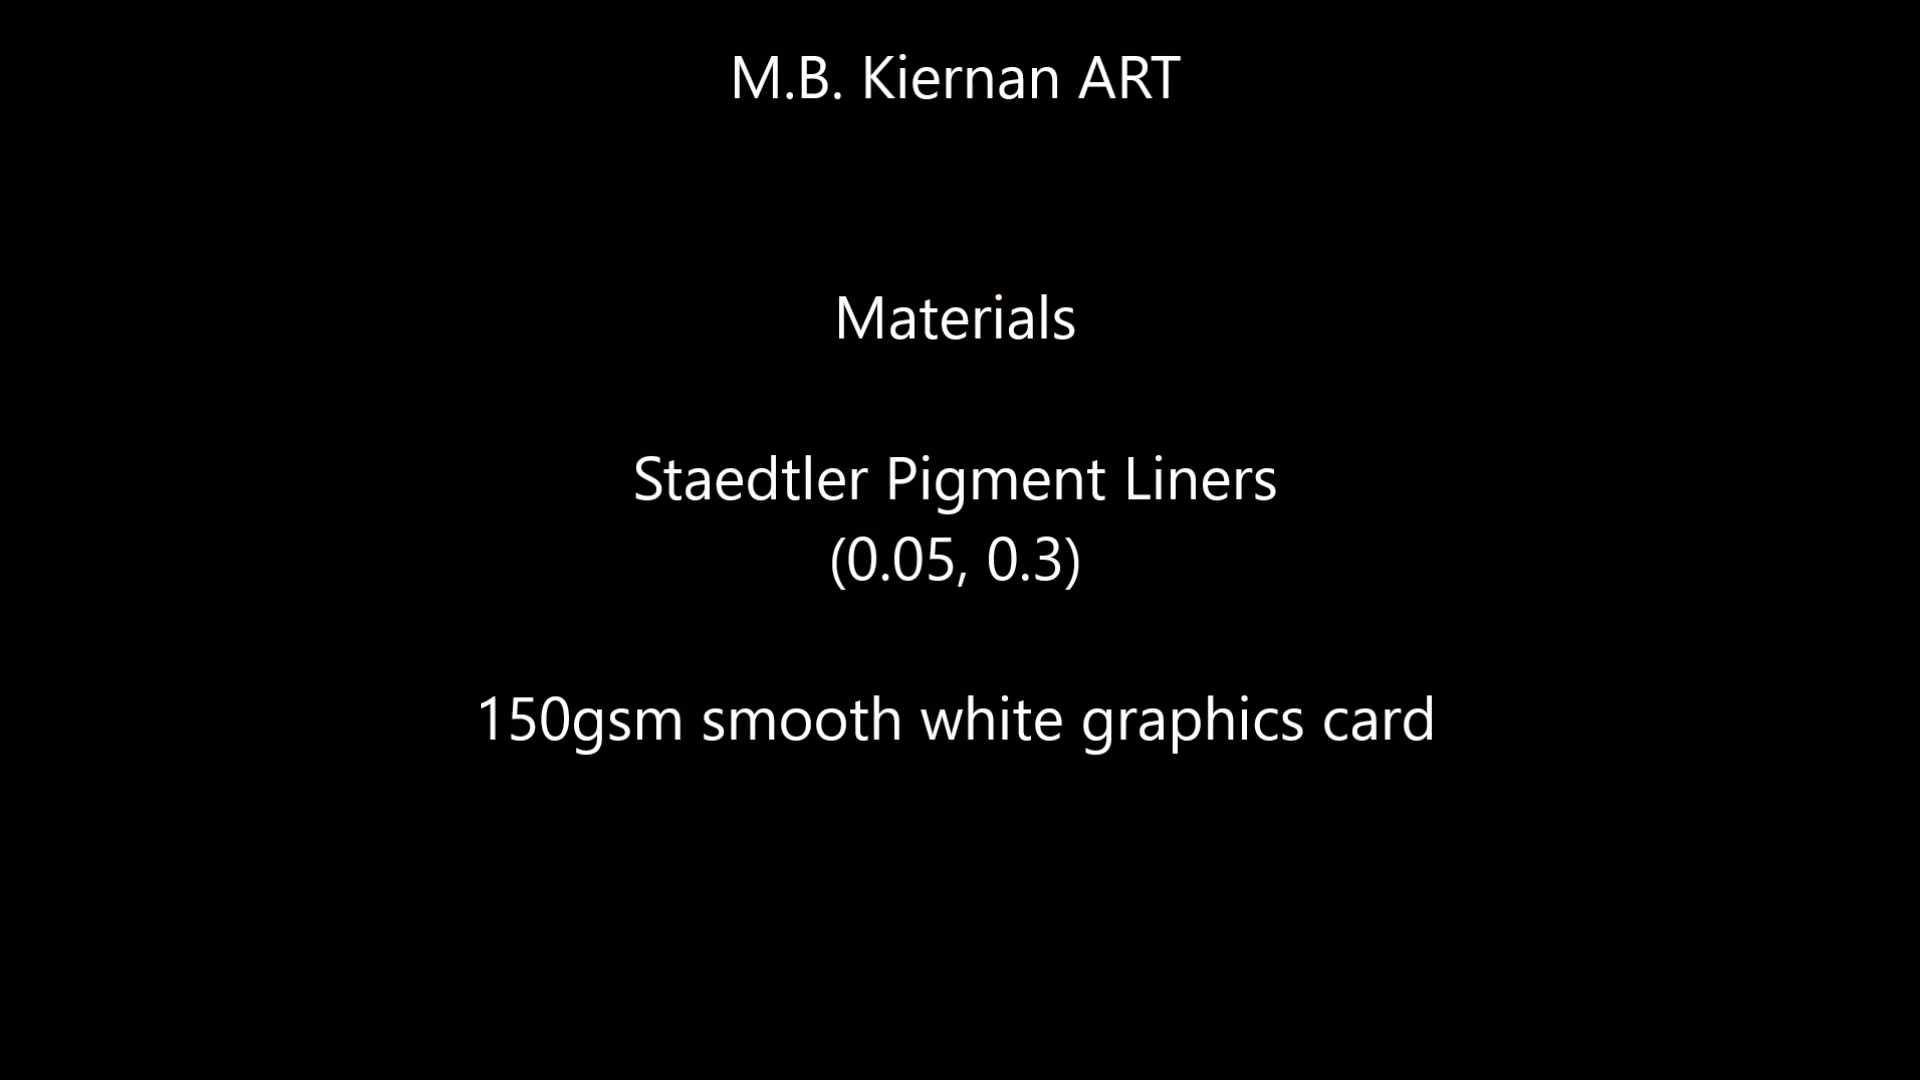 M.B. Kiernan ART
Materials
Staedtler Pigment Liners
(0.05, 0.3)
150gsm smooth white graphics card